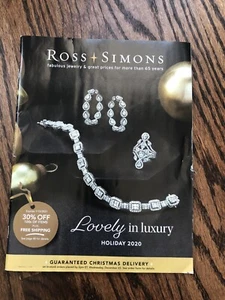 ROSS+SIMONS
fabulous jewelry & great prices for more than 65 years
30% OFF
FREE SHIPPING
Lovely in luxury
HOLIDAY 2020
GUARANTEED CHRISTMAS DELIVERY